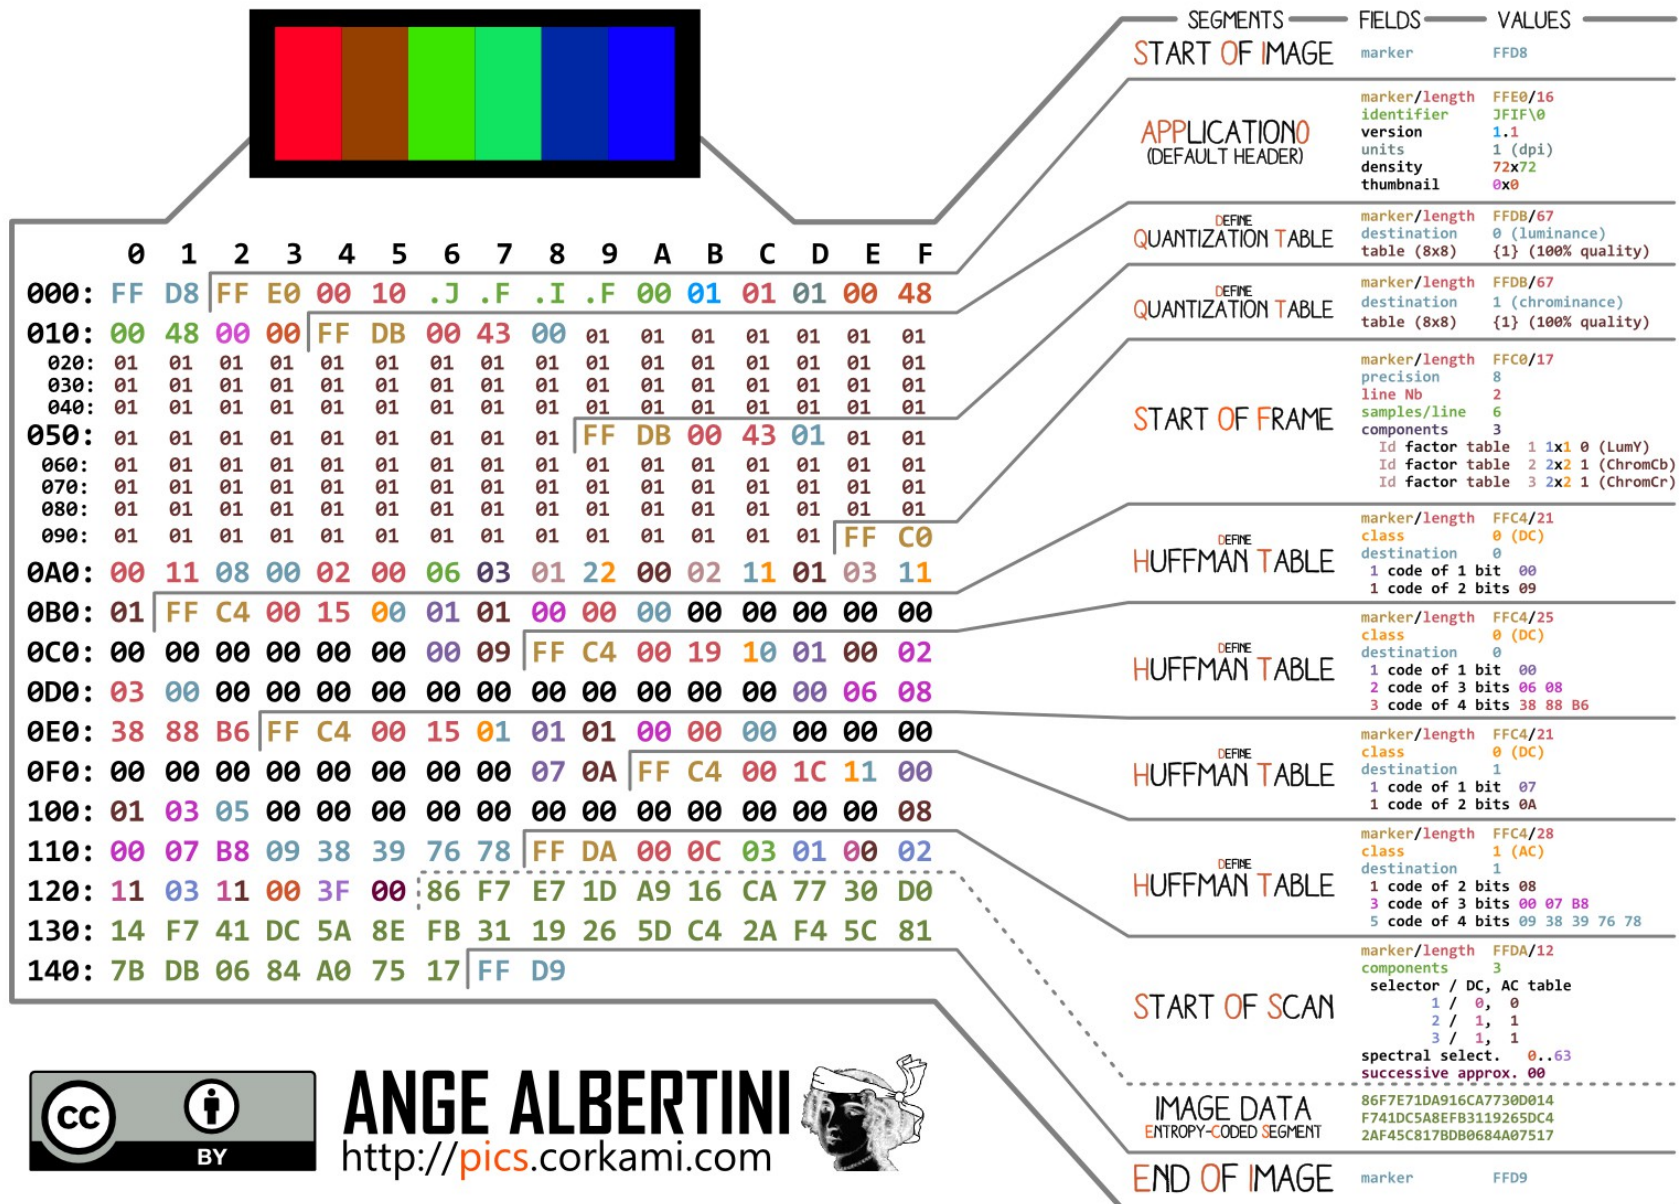 0 1 2 3 4 5 6 7 8 9 A B C D E F
000: FF D8 FF E0 00 10 .J .F .I .F 00 01 01 01 00 48
010: 00 48 00 00 FF DB 00 43 00 01 01 01 01 01 01 01
020: 01 01 01 01 01 01 01 01 01 01 01 01 01 01 01 01
030: 01 01 01 01 01 01 01 01 01 01 01 01 01 01 01 01
040: 01 01 01 01 01 01 01 01 01 01 01 01 01 01 01 01
050: 01 01 01 01 01 01 01 01 01 FF DB 00 43 01 01 01
060: 01 01 01 01 01 01 01 01 01 01 01 01 01 01 01 01
070: 01 01 01 01 01 01 01 01 01 01 01 01 01 01 01 01
080: 01 01 01 01 01 01 01 01 01 01 01 01 01 01 01 01
090: 01 01 01 01 01 01 01 01 01 01 01 01 01 01 FF C0
0A0: 00 11 08 00 02 00 06 03 01 22 00 02 11 01 03 11
0B0: 01 FF C4 00 15 00 01 01 00 00 00 00 00 00 00 00
0C0: 00 00 00 00 00 00 00 09 FF C4 00 19 10 01 00 02
0D0: 03 00 00 00 00 00 00 00 00 00 00 00 00 00 06 08
0E0: 38 88 B6 FF C4 00 15 01 01 01 00 00 00 00 00 00
0F0: 00 00 00 00 00 00 00 00 07 0A FF C4 00 1C 11 00
100: 01 03 05 00 00 00 00 00 00 00 00 00 00 00 00 08
110: 00 07 B8 09 38 39 76 78 FF DA 00 0C 03 01 00 02
120: 11 03 11 00 3F 00 86 F7 E7 1D A9 16 CA 77 30 D0
130: 14 F7 41 DC 5A 8E FB 31 19 26 5D C4 2A F4 5C 81
140: 7B DB 06 84 A0 75 17 FF D9
SEGMENTS FIELDS VALUES
START OF IMAGE
marker FFD8
APPLICATION0
(DEFAULT HEADER)
marker/length FFE0/16
identifier JFIF\0
version 1.1
units 1 (dpi)
density 72x72
thumbnail 0x0
DEFINE
QUANTIZATION TABLE
marker/length FFDB/67
destination 0 (luminance)
table (8x8) {1} (100% quality)
DEFINE
QUANTIZATION TABLE
marker/length FFDB/67
destination 1 (chrominance)
table (8x8) {1} (100% quality)
START OF FRAME
marker/length FFC0/17
precision 8
line Nb 2
samples/line 6
components 3
Id factor table 1 1x1 0 (LumY)
Id factor table 2 2x2 1 (ChromCb)
Id factor table 3 2x2 1 (ChromCr)
DEFINE
HUFFMAN TABLE
marker/length FFC4/21
class 0 (DC)
destination 0
1 code of 1 bit 00
1 code of 2 bits 09
DEFINE
HUFFMAN TABLE
marker/length FFC4/25
class 0 (DC)
destination 0
1 code of 1 bit 00
2 code of 3 bits 06 08
3 code of 4 bits 38 88 B6
DEFINE
HUFFMAN TABLE
marker/length FFC4/21
class 0 (DC)
destination 1
1 code of 1 bit 07
1 code of 2 bits 0A
DEFINE
HUFFMAN TABLE
marker/length FFC4/28
class 1 (AC)
destination 1
1 code of 2 bits 08
3 code of 3 bits 00 07 B8
5 code of 4 bits 09 38 39 76 78
START OF SCAN
marker/length FFDA/12
components 3
selector / DC, AC table
1 / 0, 0
2 / 1, 1
3 / 1, 1
spectral select. 0..63
successive approx. 00
IMAGE DATA
ENTROPY-CODED SEGMENT
86F7E71DA916CA7730D014
F741DC5A8EFB3119265DC4
2AF45C817BDB0684A07517
END OF IMAGE
marker FFD9
cc
BY
ANGE ALBERTINI
http://pics.corkami.com